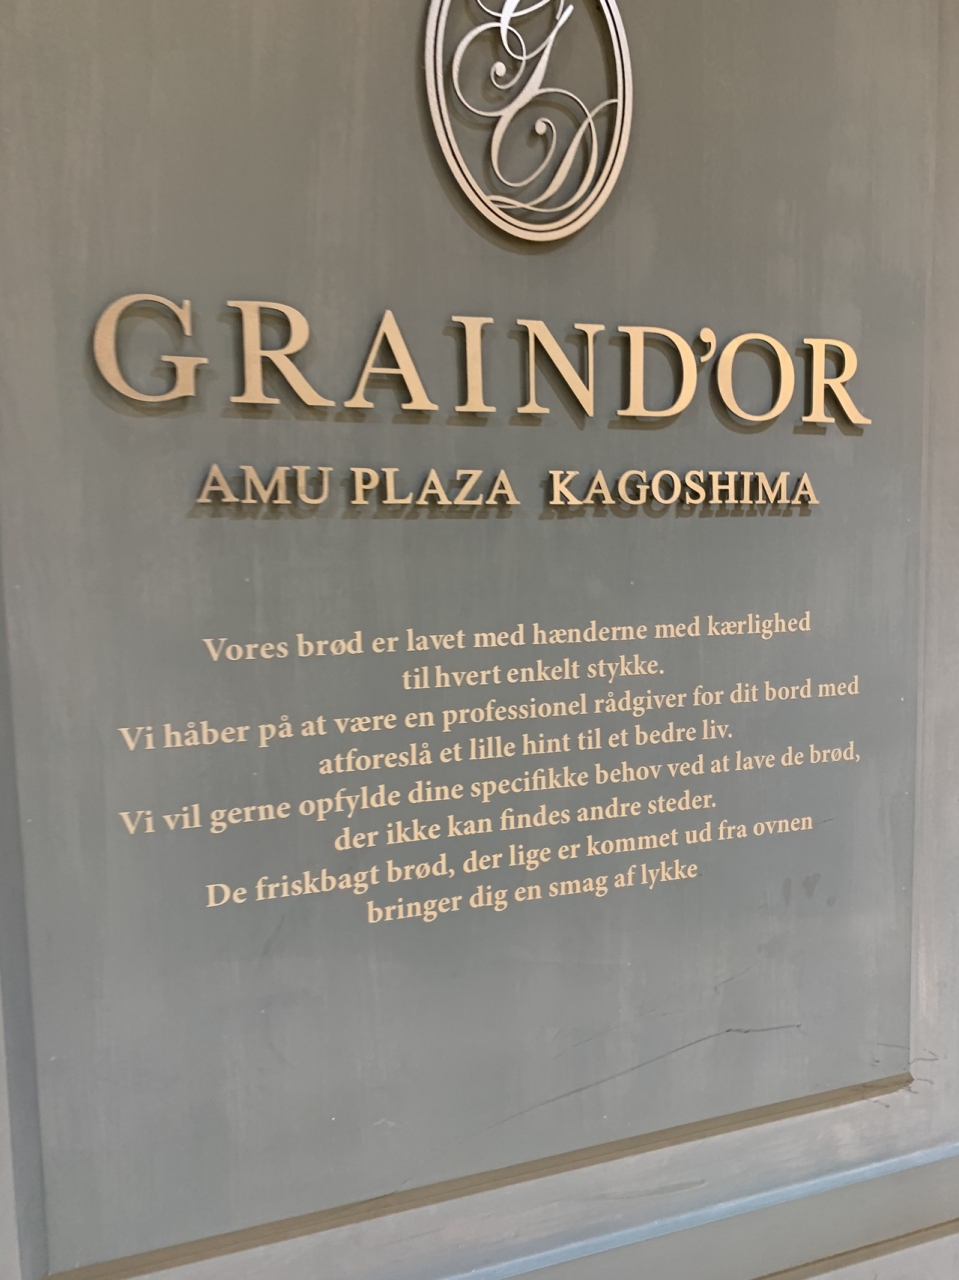 GD
GRAIND'OR
AMU PLAZA KAGOSHIMA
Vores brød er lavet med hænderne med kærlighed
til hvert enkelt stykke.
Vi håber på at være en professionel rådgiver for dit bord med
atforeslå et lille hint til et bedre liv.
Vi vil gerne opfylde dine specifikke behov ved at lave de brød,
der ikke kan findes andre steder.
De friskbagt brød, der lige er kommet ud fra ovnen
bringer dig en smag af lykke